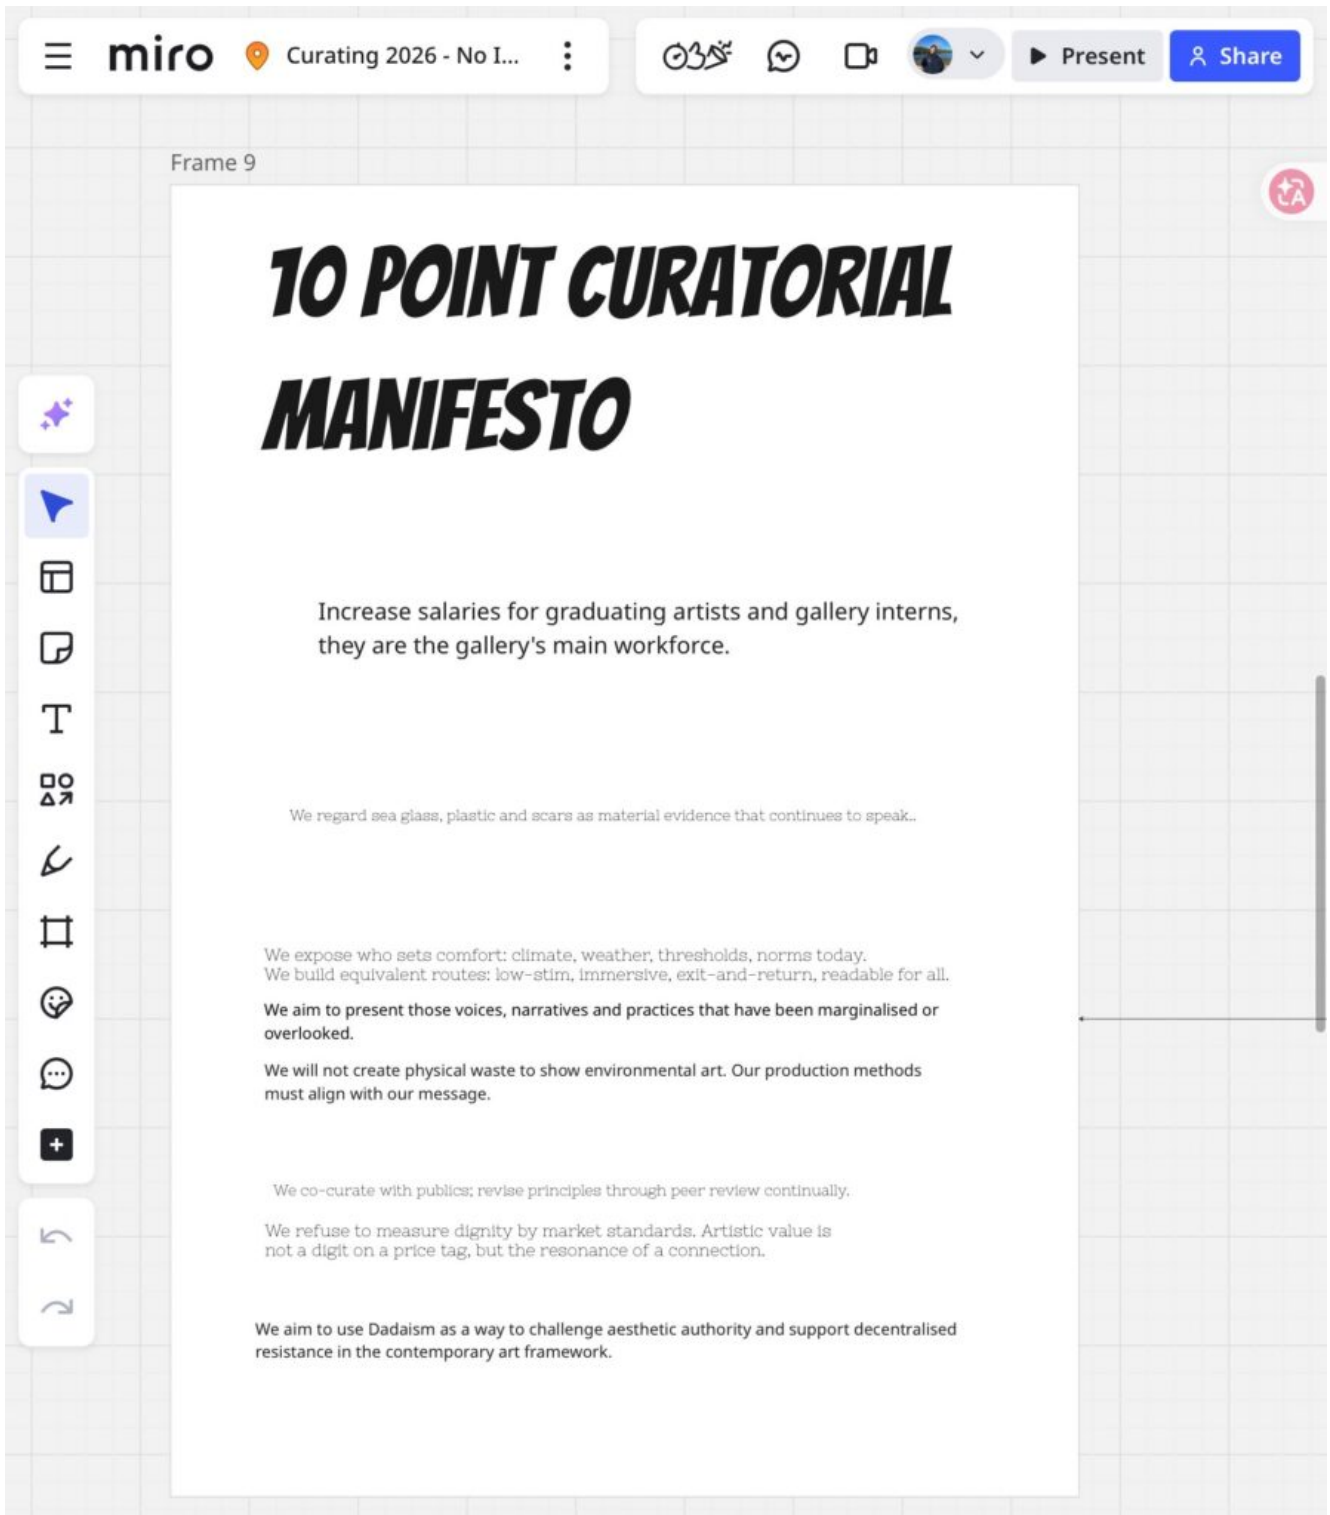 miro
Curating 2026 - No I...
Present
Share
Frame 9
10 POINT CURATORIAL
MANIFESTO
Increase salaries for graduating artists and gallery interns,
they are the gallery's main workforce.
We regard sea glass, plastic and scars as material evidence that continues to speak..
We expose who sets comfort: climate, weather, thresholds, norms today.
We build equivalent routes: low-stim, immersive, exit-and-return, readable for all.
We aim to present those voices, narratives and practices that have been marginalised or
overlooked.
We will not create physical waste to show environmental art. Our production methods
must align with our message.
We co-curate with publics; revise principles through peer review continually.
We refuse to measure dignity by market standards. Artistic value is
not a digit on a price tag, but the resonance of a connection.
We aim to use Dadaism as a way to challenge aesthetic authority and support decentralised
resistance in the contemporary art framework.